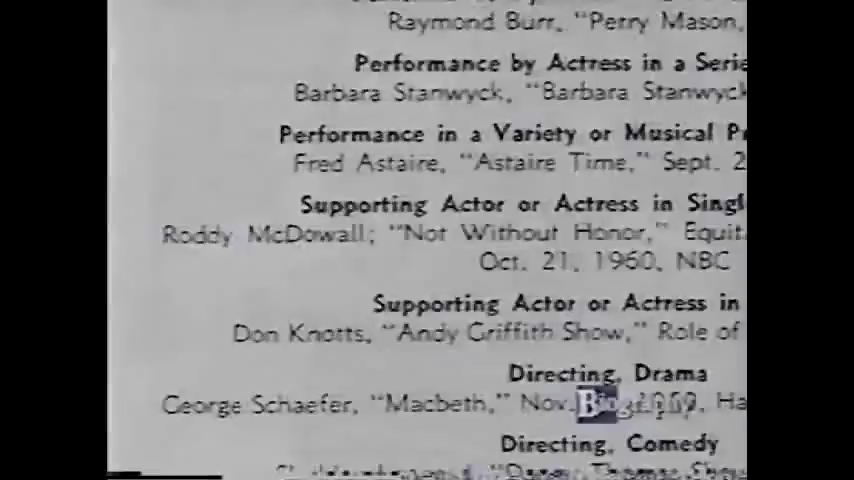 Raymond Burr, "Perry Mason,
Performance by Actress in a Serie
Barbara Stanwyck, "Barbara Stanwyck
Performance in a Variety or Musical Pr
Fred Astaire, "Astaire Time," Sept. 2
Supporting Actor or Actress in Singl
Roddy McDowall; "Not Without Honor," Equit
Oct. 21, 1960, NBC
Supporting Actor or Actress in
Don Knotts, "Andy Griffith Show," Role of
Directing, Drama
George Schaefer, "Macbeth," Nov. Ha
Directing, Comedy